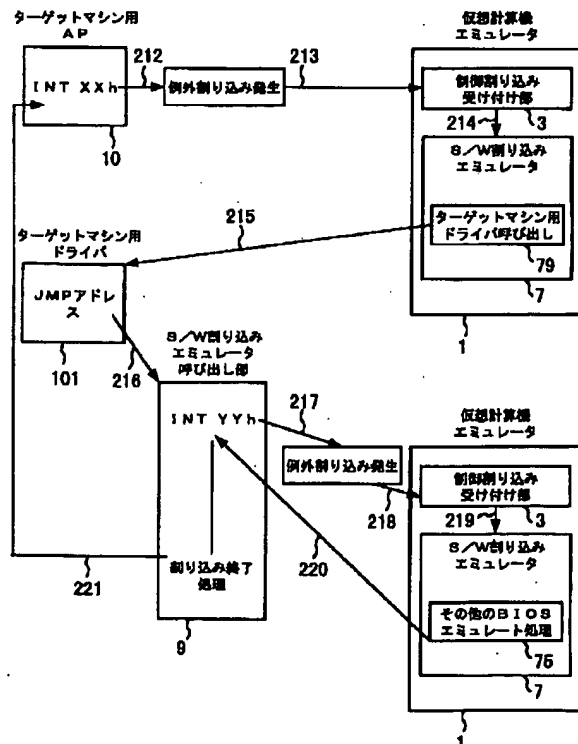 ターゲットマシン用
AP
INT XXh
10
212
例外割り込み発生
213
仮想計算機
エミュレータ
制御割り込み
受け付け部
214
3
S/W割り込み
エミュレータ
ターゲットマシン用
ドライバ呼び出し
79
7
1
215
ターゲットマシン用
ドライバ
JMPアドレ
ス
101
216
S/W割り込み
エミュレータ
呼び出し部
INT YYh
217
例外割り込み発生
218
仮想計算機
エミュレータ
制御割り込み
受け付け部
219
3
S/W割り込み
エミュレータ
220
割り込み終了
処理
221
9
その他のBIOS
エミュレート処理
75
7
1